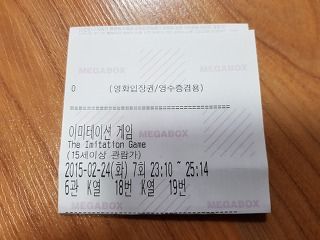 MEGABOX
0 (영화입장권/영수증겸용)
==============================
MEGABOX
이미테이션 게임
The Imitation Game
(15세이상 관람가)
2015-02-24(화) 7회 23:10 ~ 25:14
6관 K열 18번 K열 19번
MEGABOX